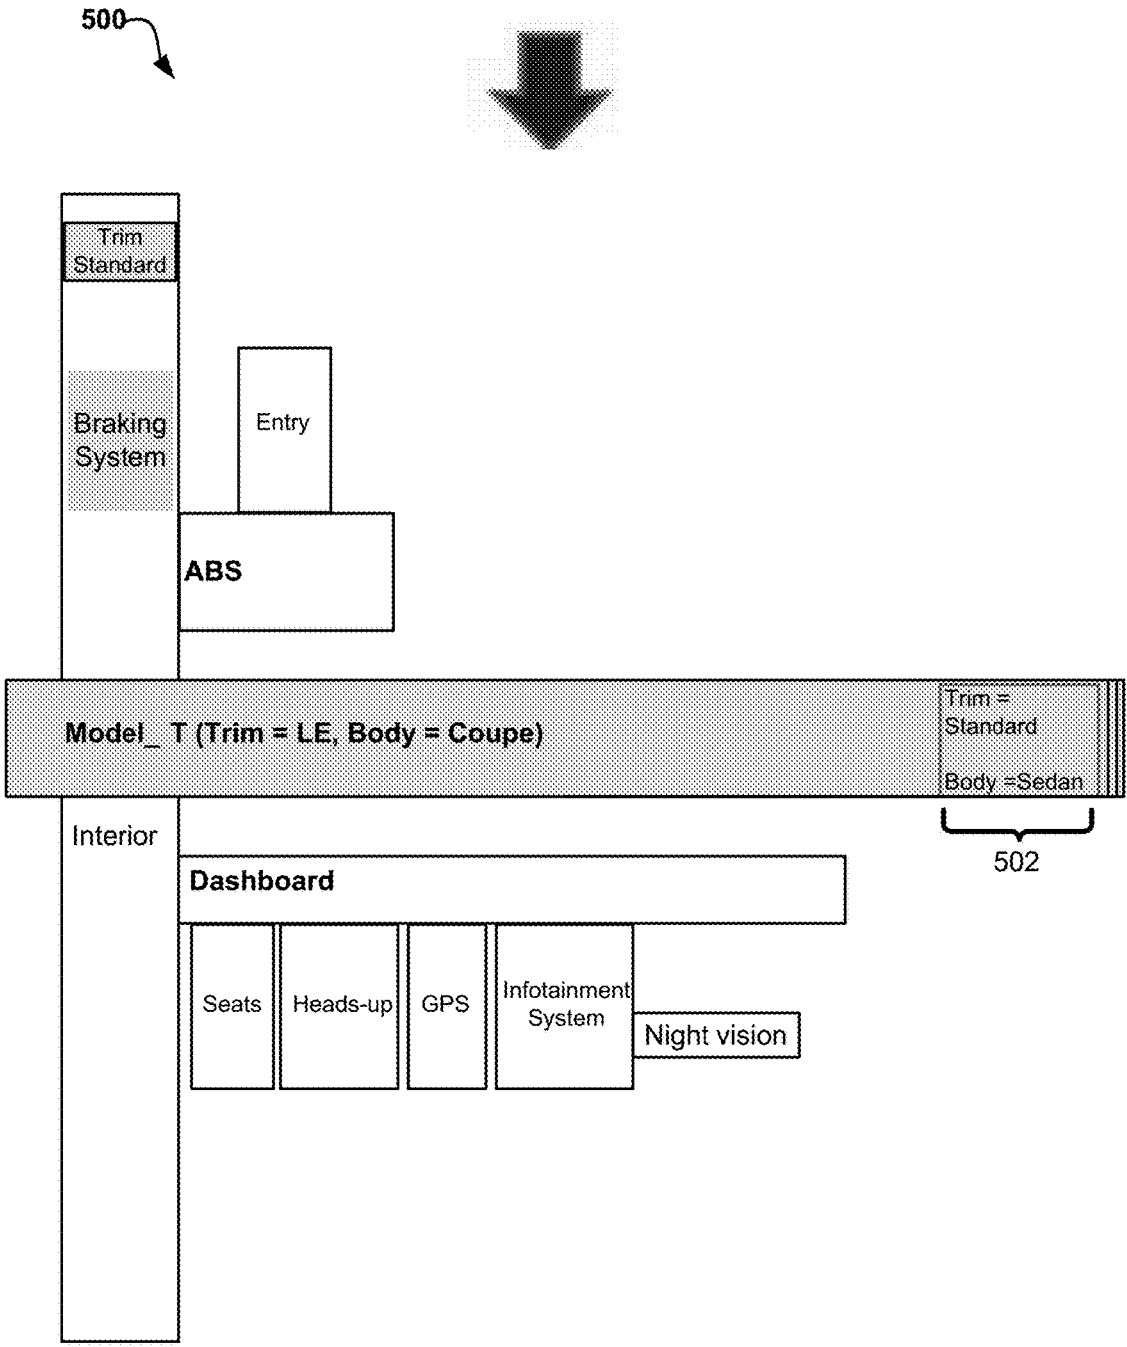 500
Trim
Standard
Braking
System
Entry
ABS
Model_ T (Trim = LE, Body = Coupe)
Trim =
Standard
Body =Sedan
502
Interior
Dashboard
Seats
Heads-up
GPS
Infotainment
System
Night vision